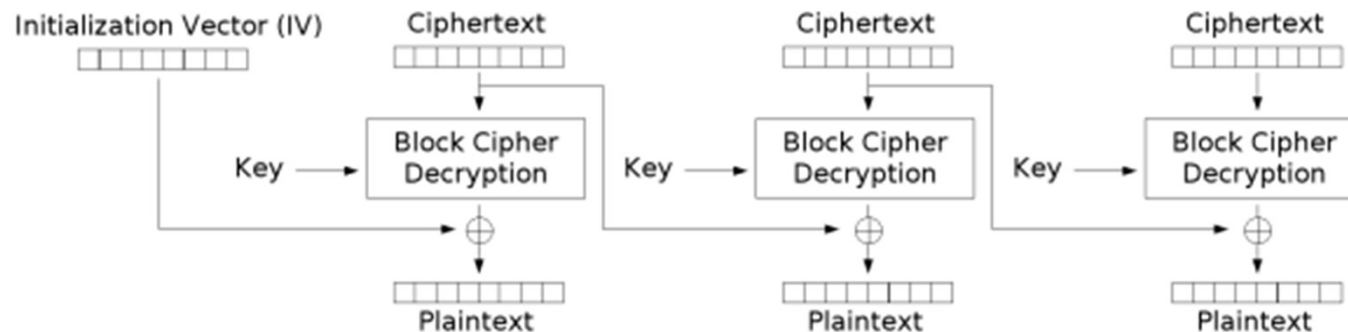 Initialization Vector (IV)
Ciphertext
Ciphertext
Ciphertext
Key
Block Cipher
Decryption
Key
Block Cipher
Decryption
Key
Block Cipher
Decryption
Plaintext
Plaintext
Plaintext